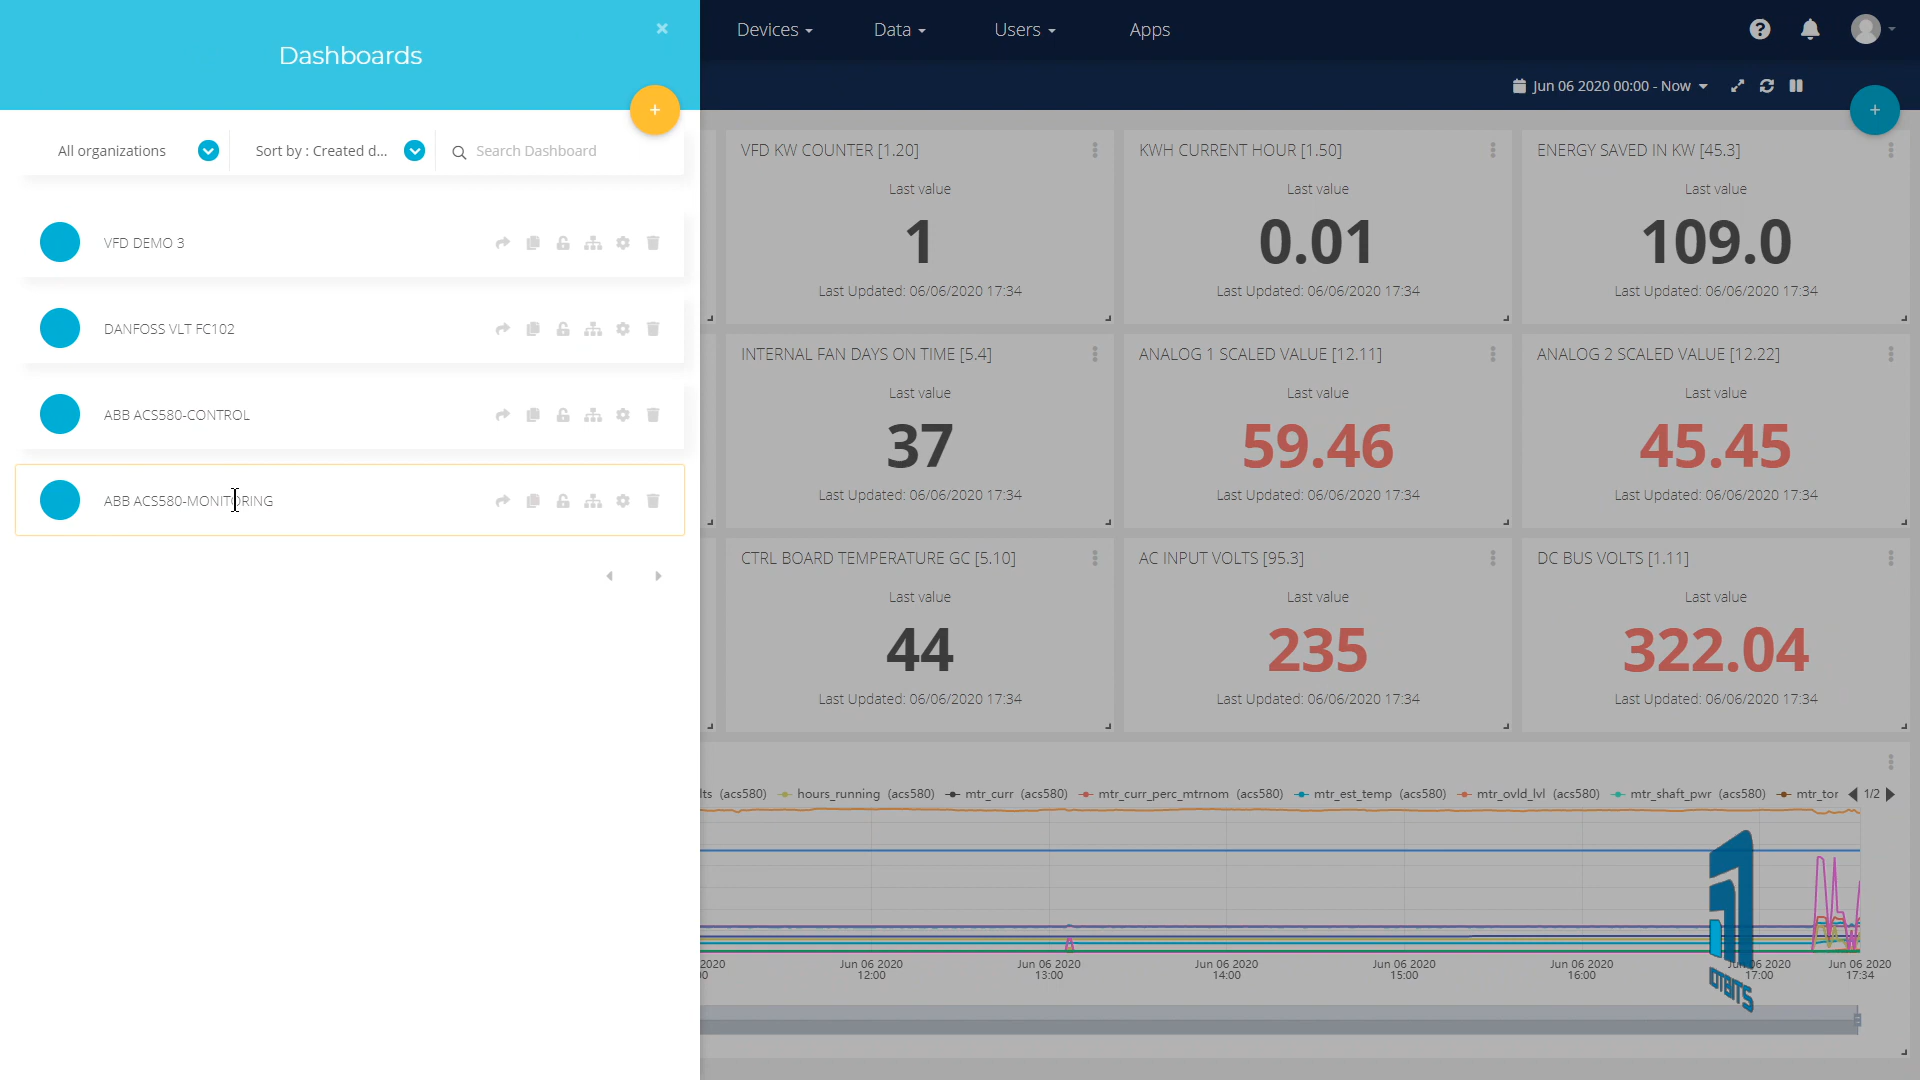 Dashboards
×
+
All organizations
Sort by : Created d...
Search Dashboard
VFD DEMO 3
DANFOSS VLT FC102
ABB ACS580-CONTROL
ABB ACS580-MONITORING
Devices
Data
Users
Apps
Jun 06 2020 00:00 - Now
+
VFD KW COUNTER [1.20]
Last value
1
Last Updated: 06/06/2020 17:34
KWH CURRENT HOUR [1.50]
Last value
0.01
Last Updated: 06/06/2020 17:34
ENERGY SAVED IN KW [45.3]
Last value
109.0
Last Updated: 06/06/2020 17:34
INTERNAL FAN DAYS ON TIME [5.4]
Last value
37
Last Updated: 06/06/2020 17:34
ANALOG 1 SCALED VALUE [12.11]
Last value
59.46
Last Updated: 06/06/2020 17:34
ANALOG 2 SCALED VALUE [12.22]
Last value
45.45
Last Updated: 06/06/2020 17:34
CTRL BOARD TEMPERATURE GC [5.10]
Last value
44
Last Updated: 06/06/2020 17:34
AC INPUT VOLTS [95.3]
Last value
235
Last Updated: 06/06/2020 17:34
DC BUS VOLTS [1.11]
Last value
322.04
Last Updated: 06/06/2020 17:34
lts (acs580) hours_running (acs580) mtr_curr (acs580) mtr_curr_perc_mtrnom (acs580) mtr_est_temp (acs580) mtr_ovld_lvl (acs580) mtr_shaft_pwr (acs580) mtr_tor 1/2
2020
Jun 06 2020
12:00
Jun 06 2020
13:00
Jun 06 2020
14:00
Jun 06 2020
15:00
Jun 06 2020
16:00
Jun 06 2020
17:00
Jun 06 2020
17:34